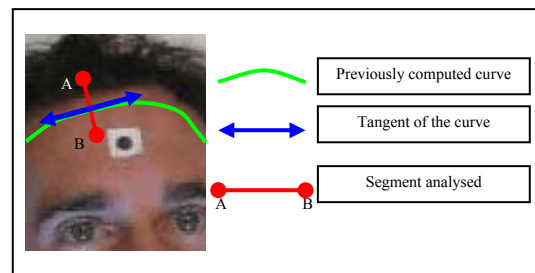 A
B
Previously computed curve
Tangent of the curve
Segment analysed
A B